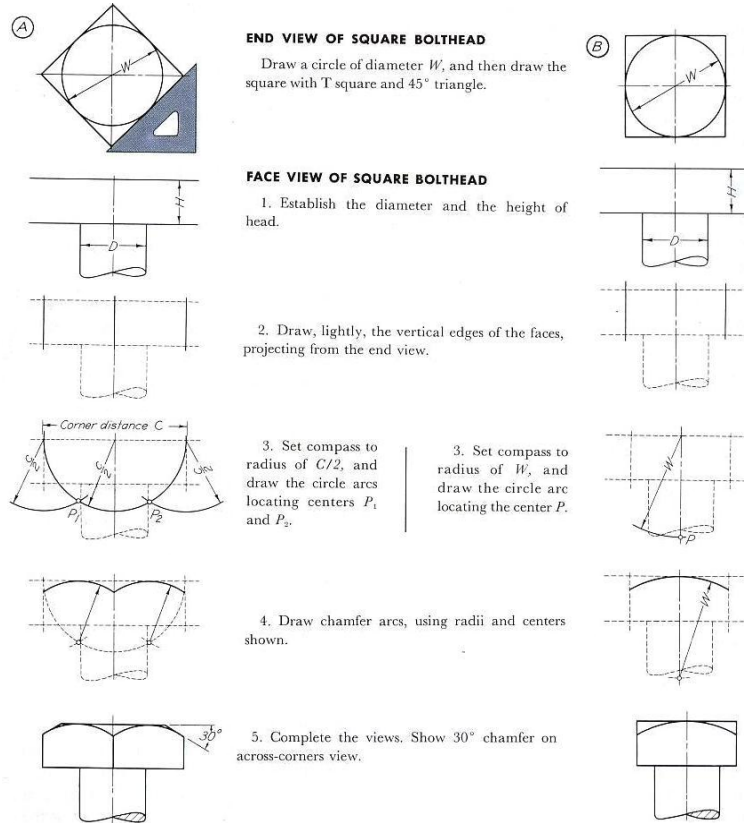 A
END VIEW OF SQUARE BOLTHEAD
Draw a circle of diameter W, and then draw the
square with T square and 45° triangle.
B
W
W
FACE VIEW OF SQUARE BOLTHEAD
1. Establish the diameter and the height of
head.
H
D
H
D
2. Draw, lightly, the vertical edges of the faces,
projecting from the end view.
Corner distance C
C/2
C/2
C/2
P1
P2
3. Set compass to
radius of C/2, and
draw the circle arcs
locating centers P1
and P2.
3. Set compass to
radius of W, and
draw the circle arc
locating the center P.
W
P
4. Draw chamfer arcs, using radii and centers
shown.
W
5. Complete the views. Show 30° chamfer on
across-corners view.
30°